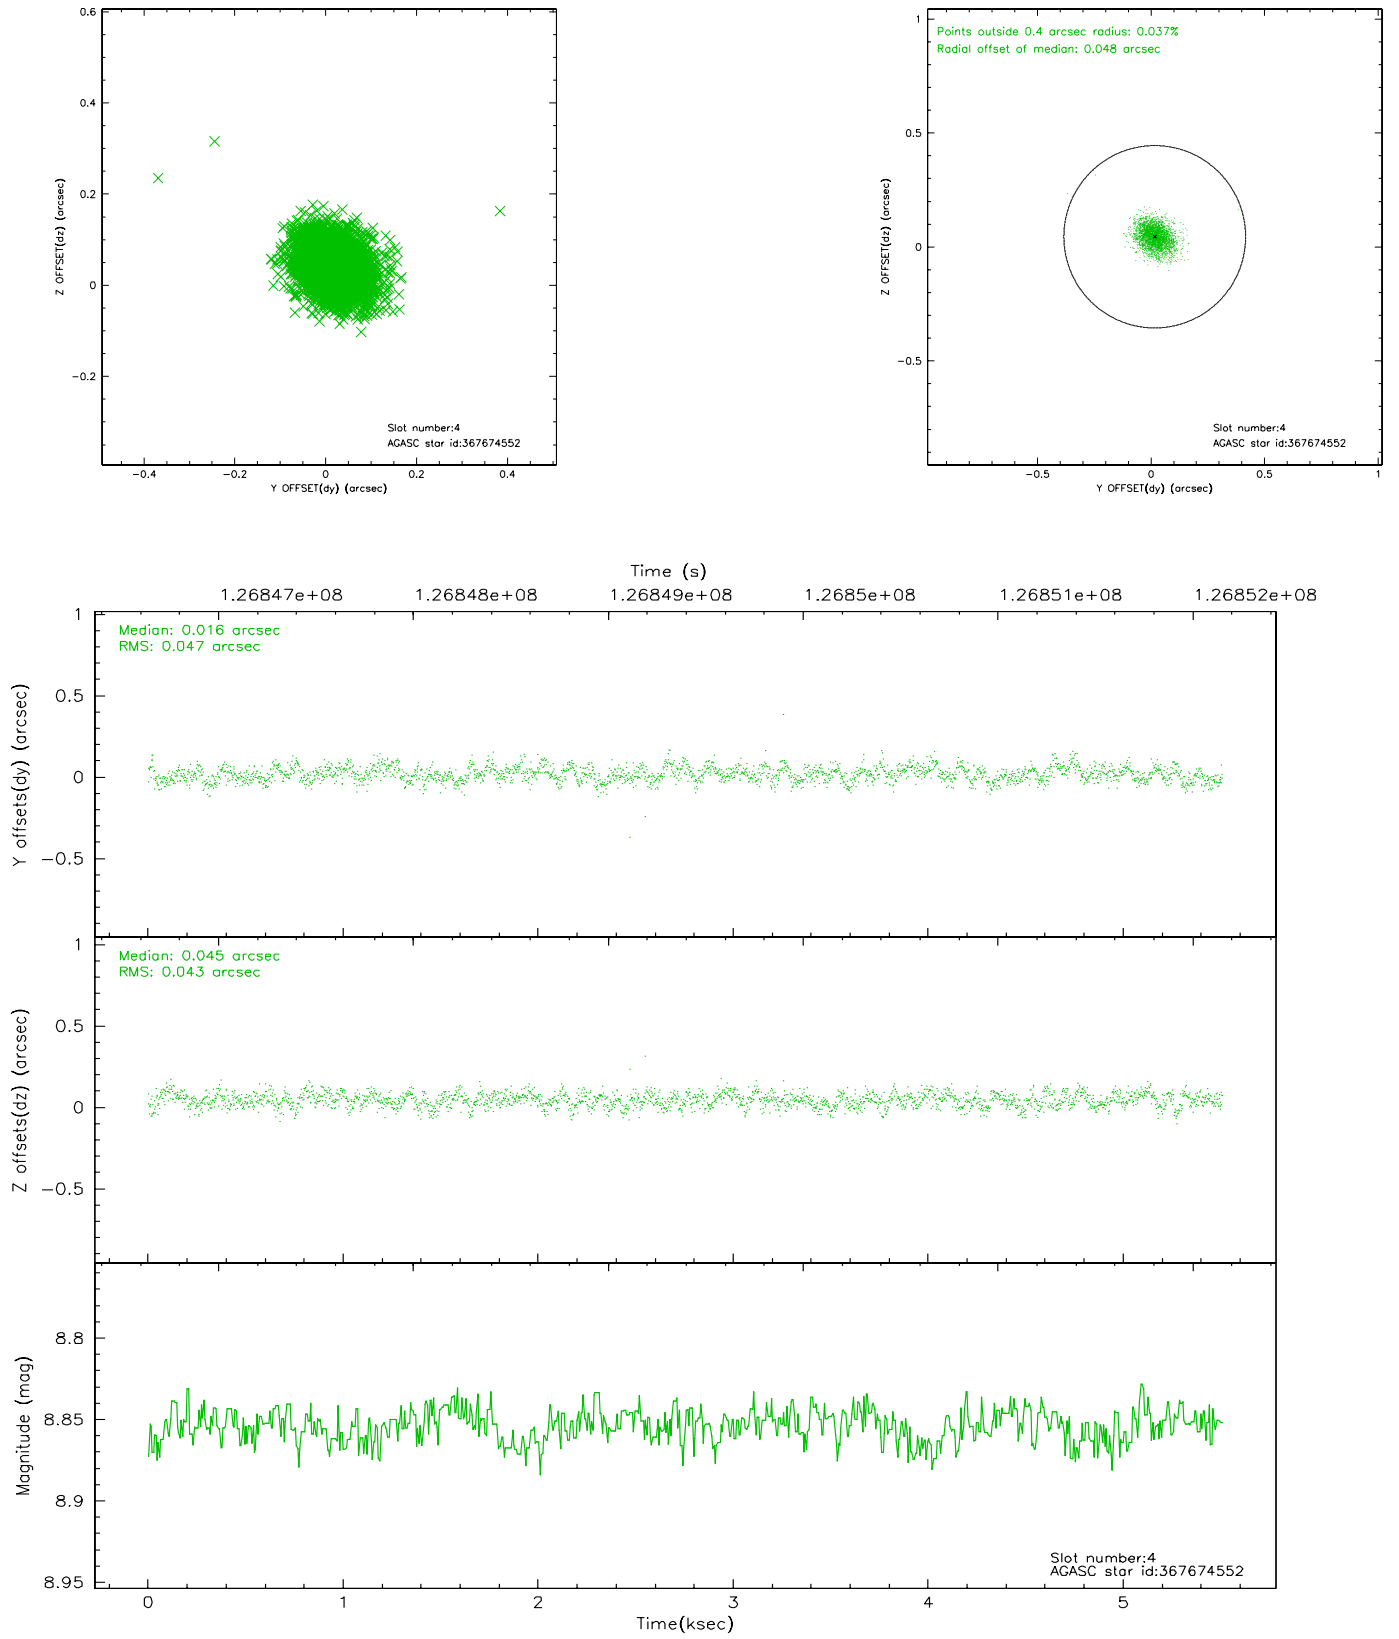 0.6
0.4
0.2
0
−0.2
Z OFFSET(dz) (arcsec)
Slot number:4
AGASC star id:367674552
−0.4 −0.2 0 0.2 0.4
Y OFFSET(dy) (arcsec)
Points outside 0.4 arcsec radius: 0.037%
Radial offset of median: 0.048 arcsec
1
0.5
0
−0.5
Z OFFSET(dz) (arcsec)
Slot number:4
AGASC star id:367674552
−0.5 0 0.5 1
Y OFFSET(dy) (arcsec)
Time (s)
1.26847e+08 1.26848e+08 1.26849e+08 1.2685e+08 1.26851e+08 1.26852e+08
Median: 0.016 arcsec
RMS: 0.047 arcsec
1
0.5
0
−0.5
Y offsets(dy) (arcsec)
Median: 0.045 arcsec
RMS: 0.043 arcsec
1
0.5
0
−0.5
Z offsets(dz) (arcsec)
8.8
8.85
8.9
8.95
Magnitude (mag)
Slot number:4
AGASC star id:367674552
0 1 2 3 4 5
Time(ksec)